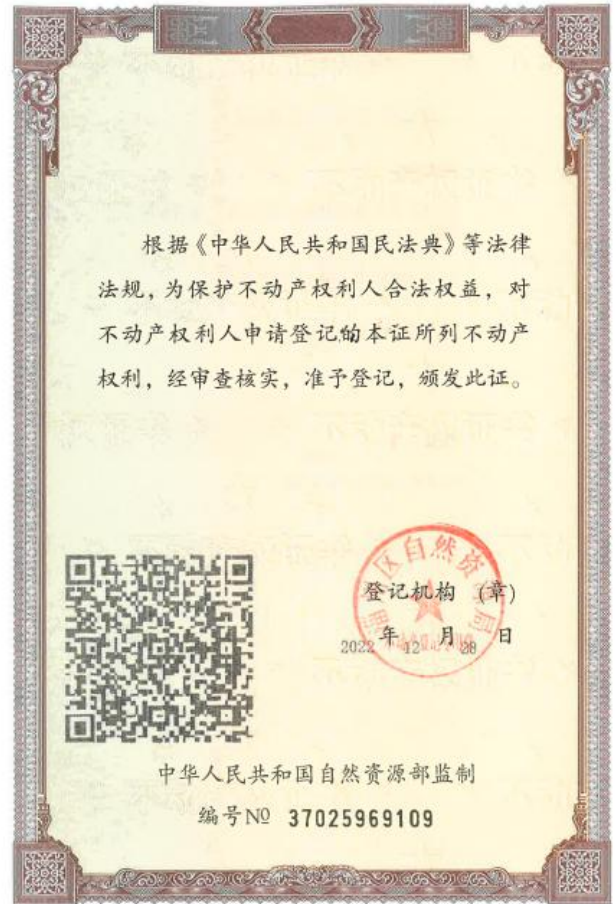 根据《中华人民共和国民法典》等法律
法规，为保护不动产权利人合法权益，对
不动产权利人申请登记的本证所列不动产
权利，经审查核实，准予登记，颁发此证。
区自然资
局
登记机构 （章）
2022 年 12 月 28 日
中华人民共和国自然资源部监制
编号№ 37025969109